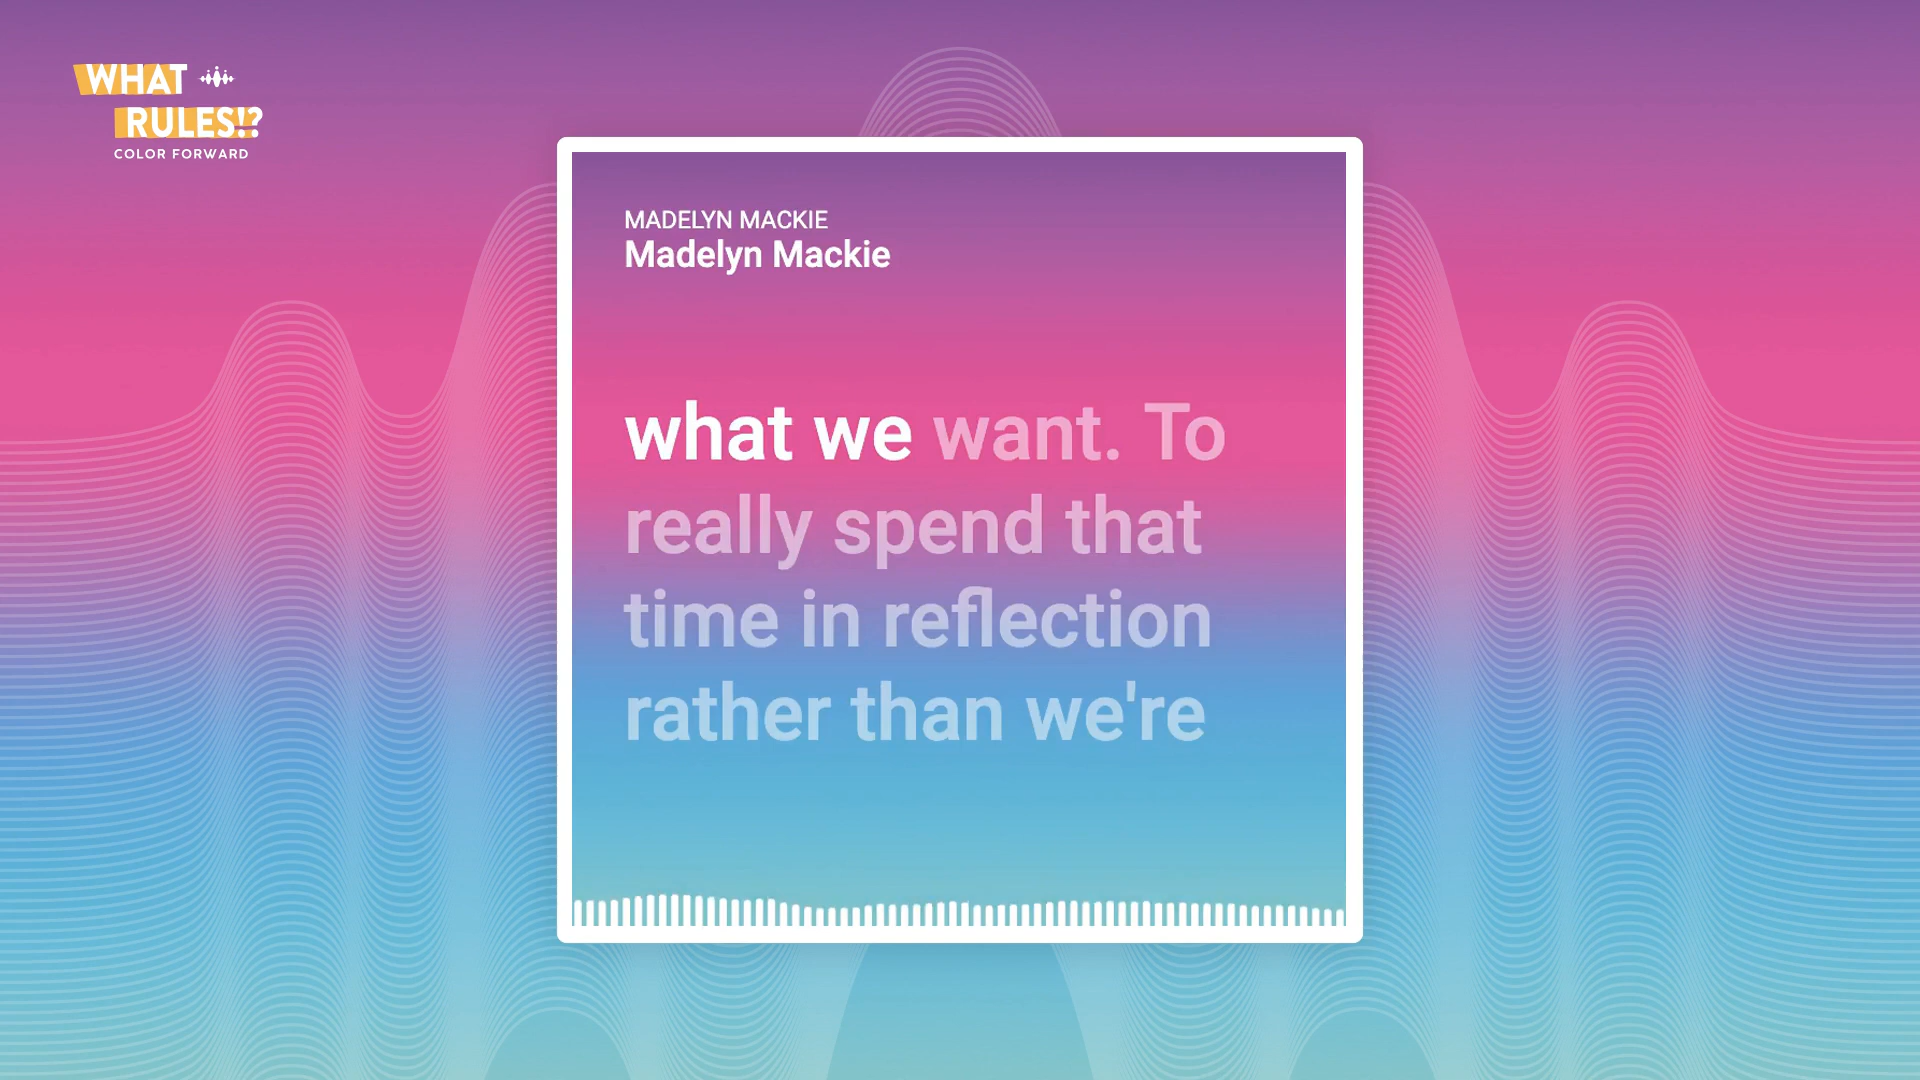 WHAT
RULES!?
COLOR FORWARD
MADELYN MACKIE
Madelyn Mackie
what we want. To
really spend that
time in reflection
rather than we're